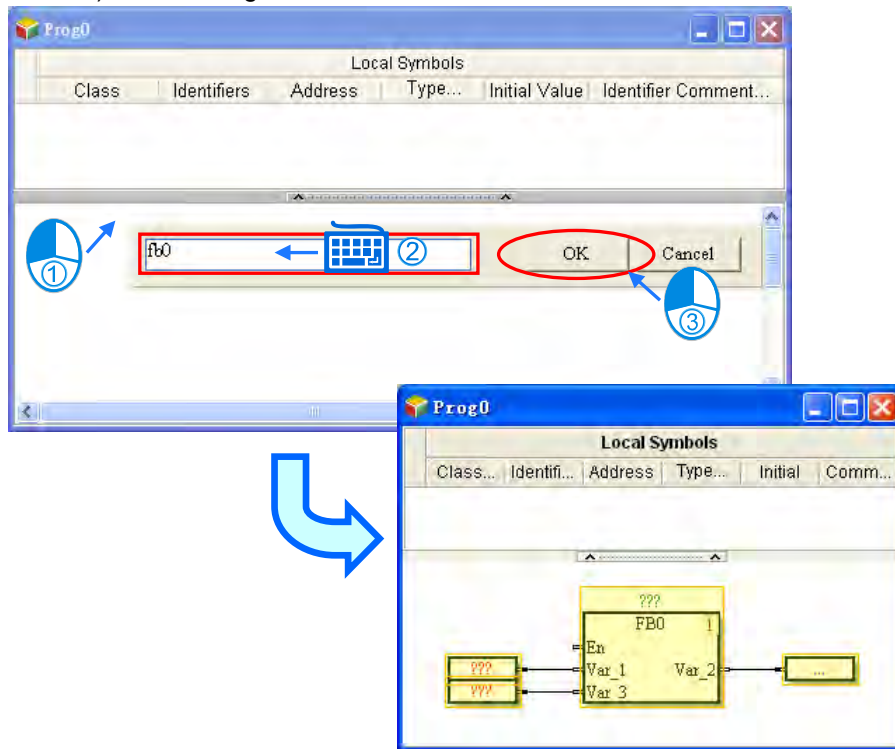 Prog0
Local Symbols
Class Identifiers Address Type... Initial Value Identifier Comment...
① fb0 ② OK Cancel
③
Prog0
Local Symbols
Class... Identifi... Address Type... Initial Comm...
???
FB0 1
En
??? Var_1 Var_2 ...
??? Var_3